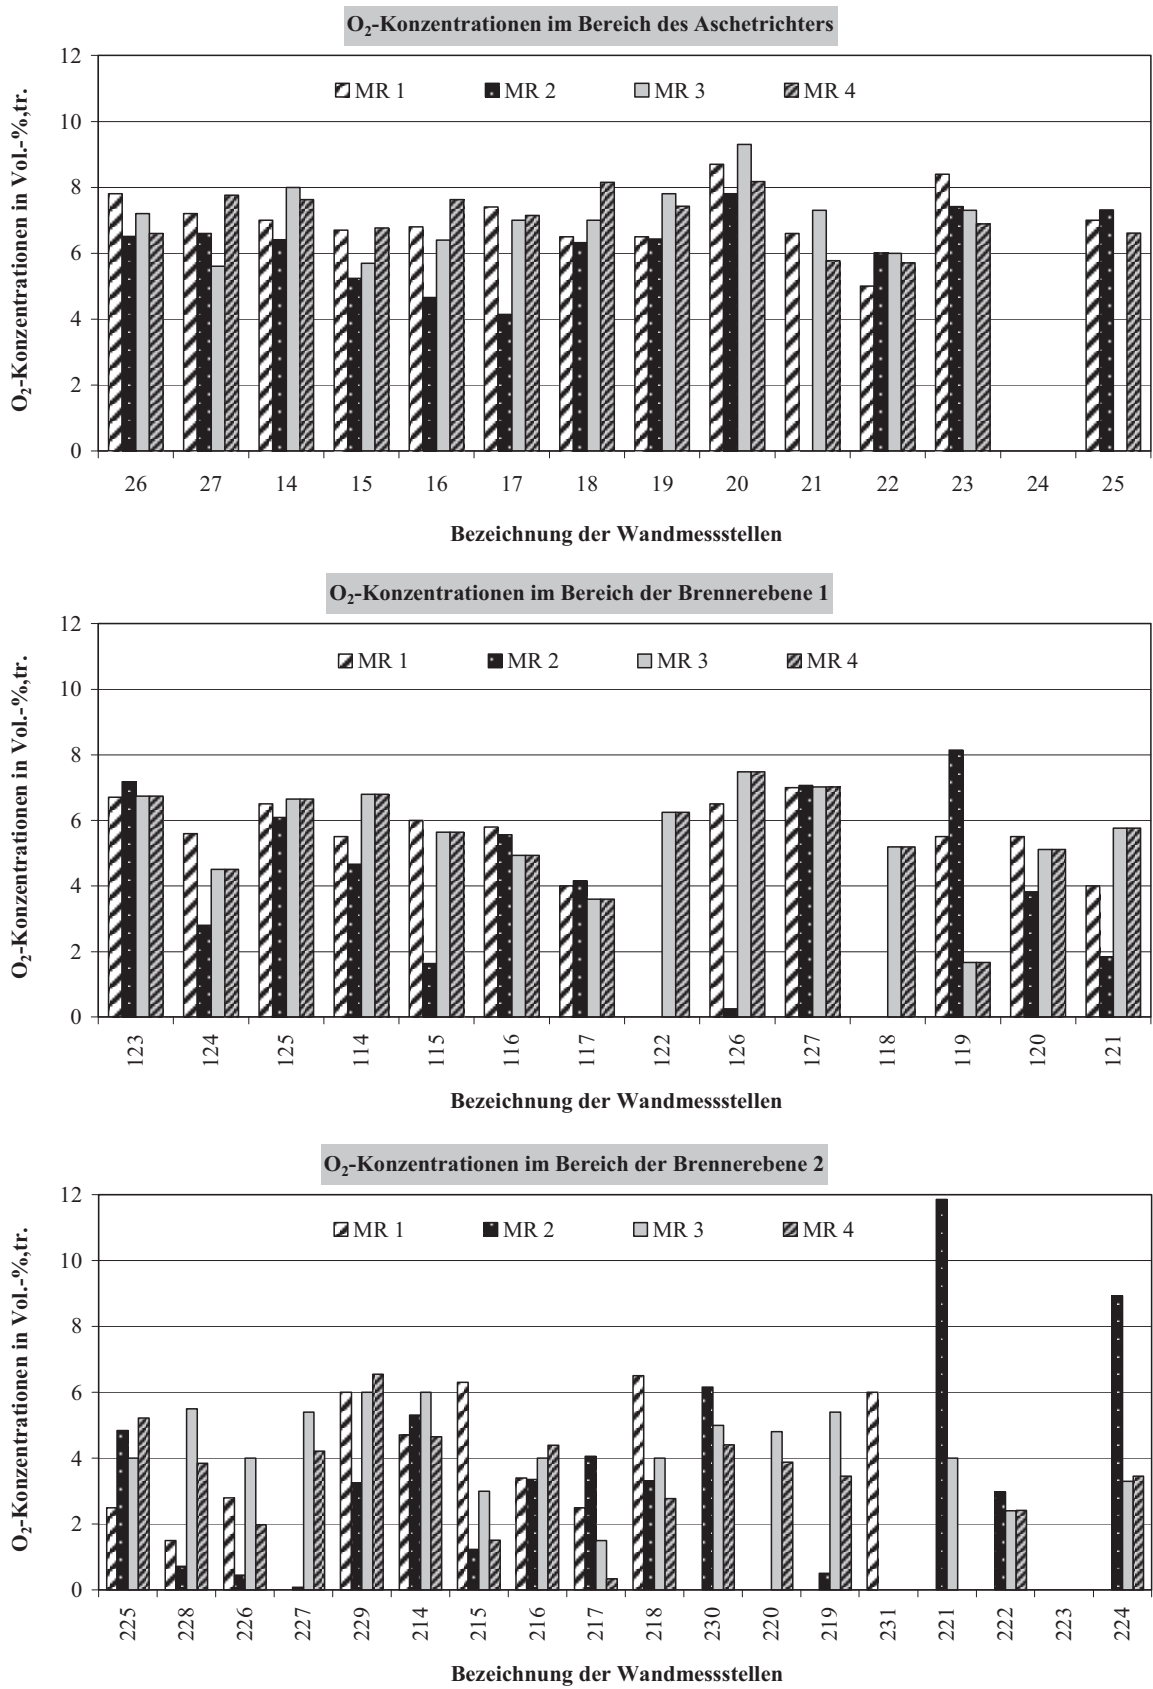 O₂-Konzentrationen im Bereich des Aschetrichters
O₂-Konzentrationen in Vol.-%,tr.
12
10
8
6
4
2
0
MR 1 MR 2 MR 3 MR 4
26 27 14 15 16 17 18 19 20 21 22 23 24 25
Bezeichnung der Wandmessstellen
O₂-Konzentrationen im Bereich der Brennerebene 1
O₂-Konzentrationen in Vol.-%,tr.
12
10
8
6
4
2
0
MR 1 MR 2 MR 3 MR 4
123 124 125 114 115 116 117 122 126 127 118 119 120 121
Bezeichnung der Wandmessstellen
O₂-Konzentrationen im Bereich der Brennerebene 2
O₂-Konzentrationen in Vol.-%,tr.
12
10
8
6
4
2
0
MR 1 MR 2 MR 3 MR 4
225 228 226 227 229 214 215 216 217 218 230 220 219 231 221 222 223 224
Bezeichnung der Wandmessstellen